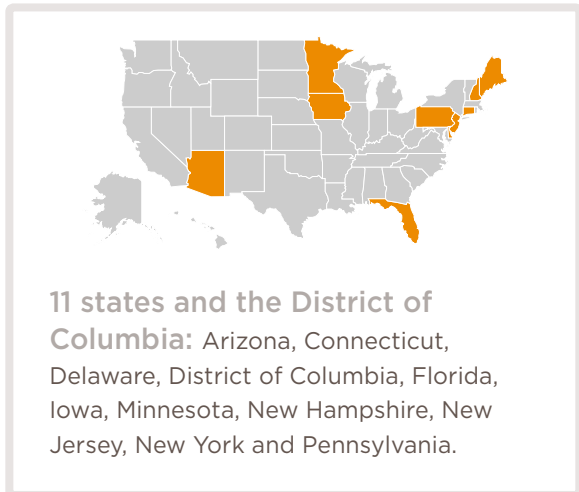 11 states and the District of
Columbia: Arizona, Connecticut,
Delaware, District of Columbia, Florida,
Iowa, Minnesota, New Hampshire, New
Jersey, New York and Pennsylvania.